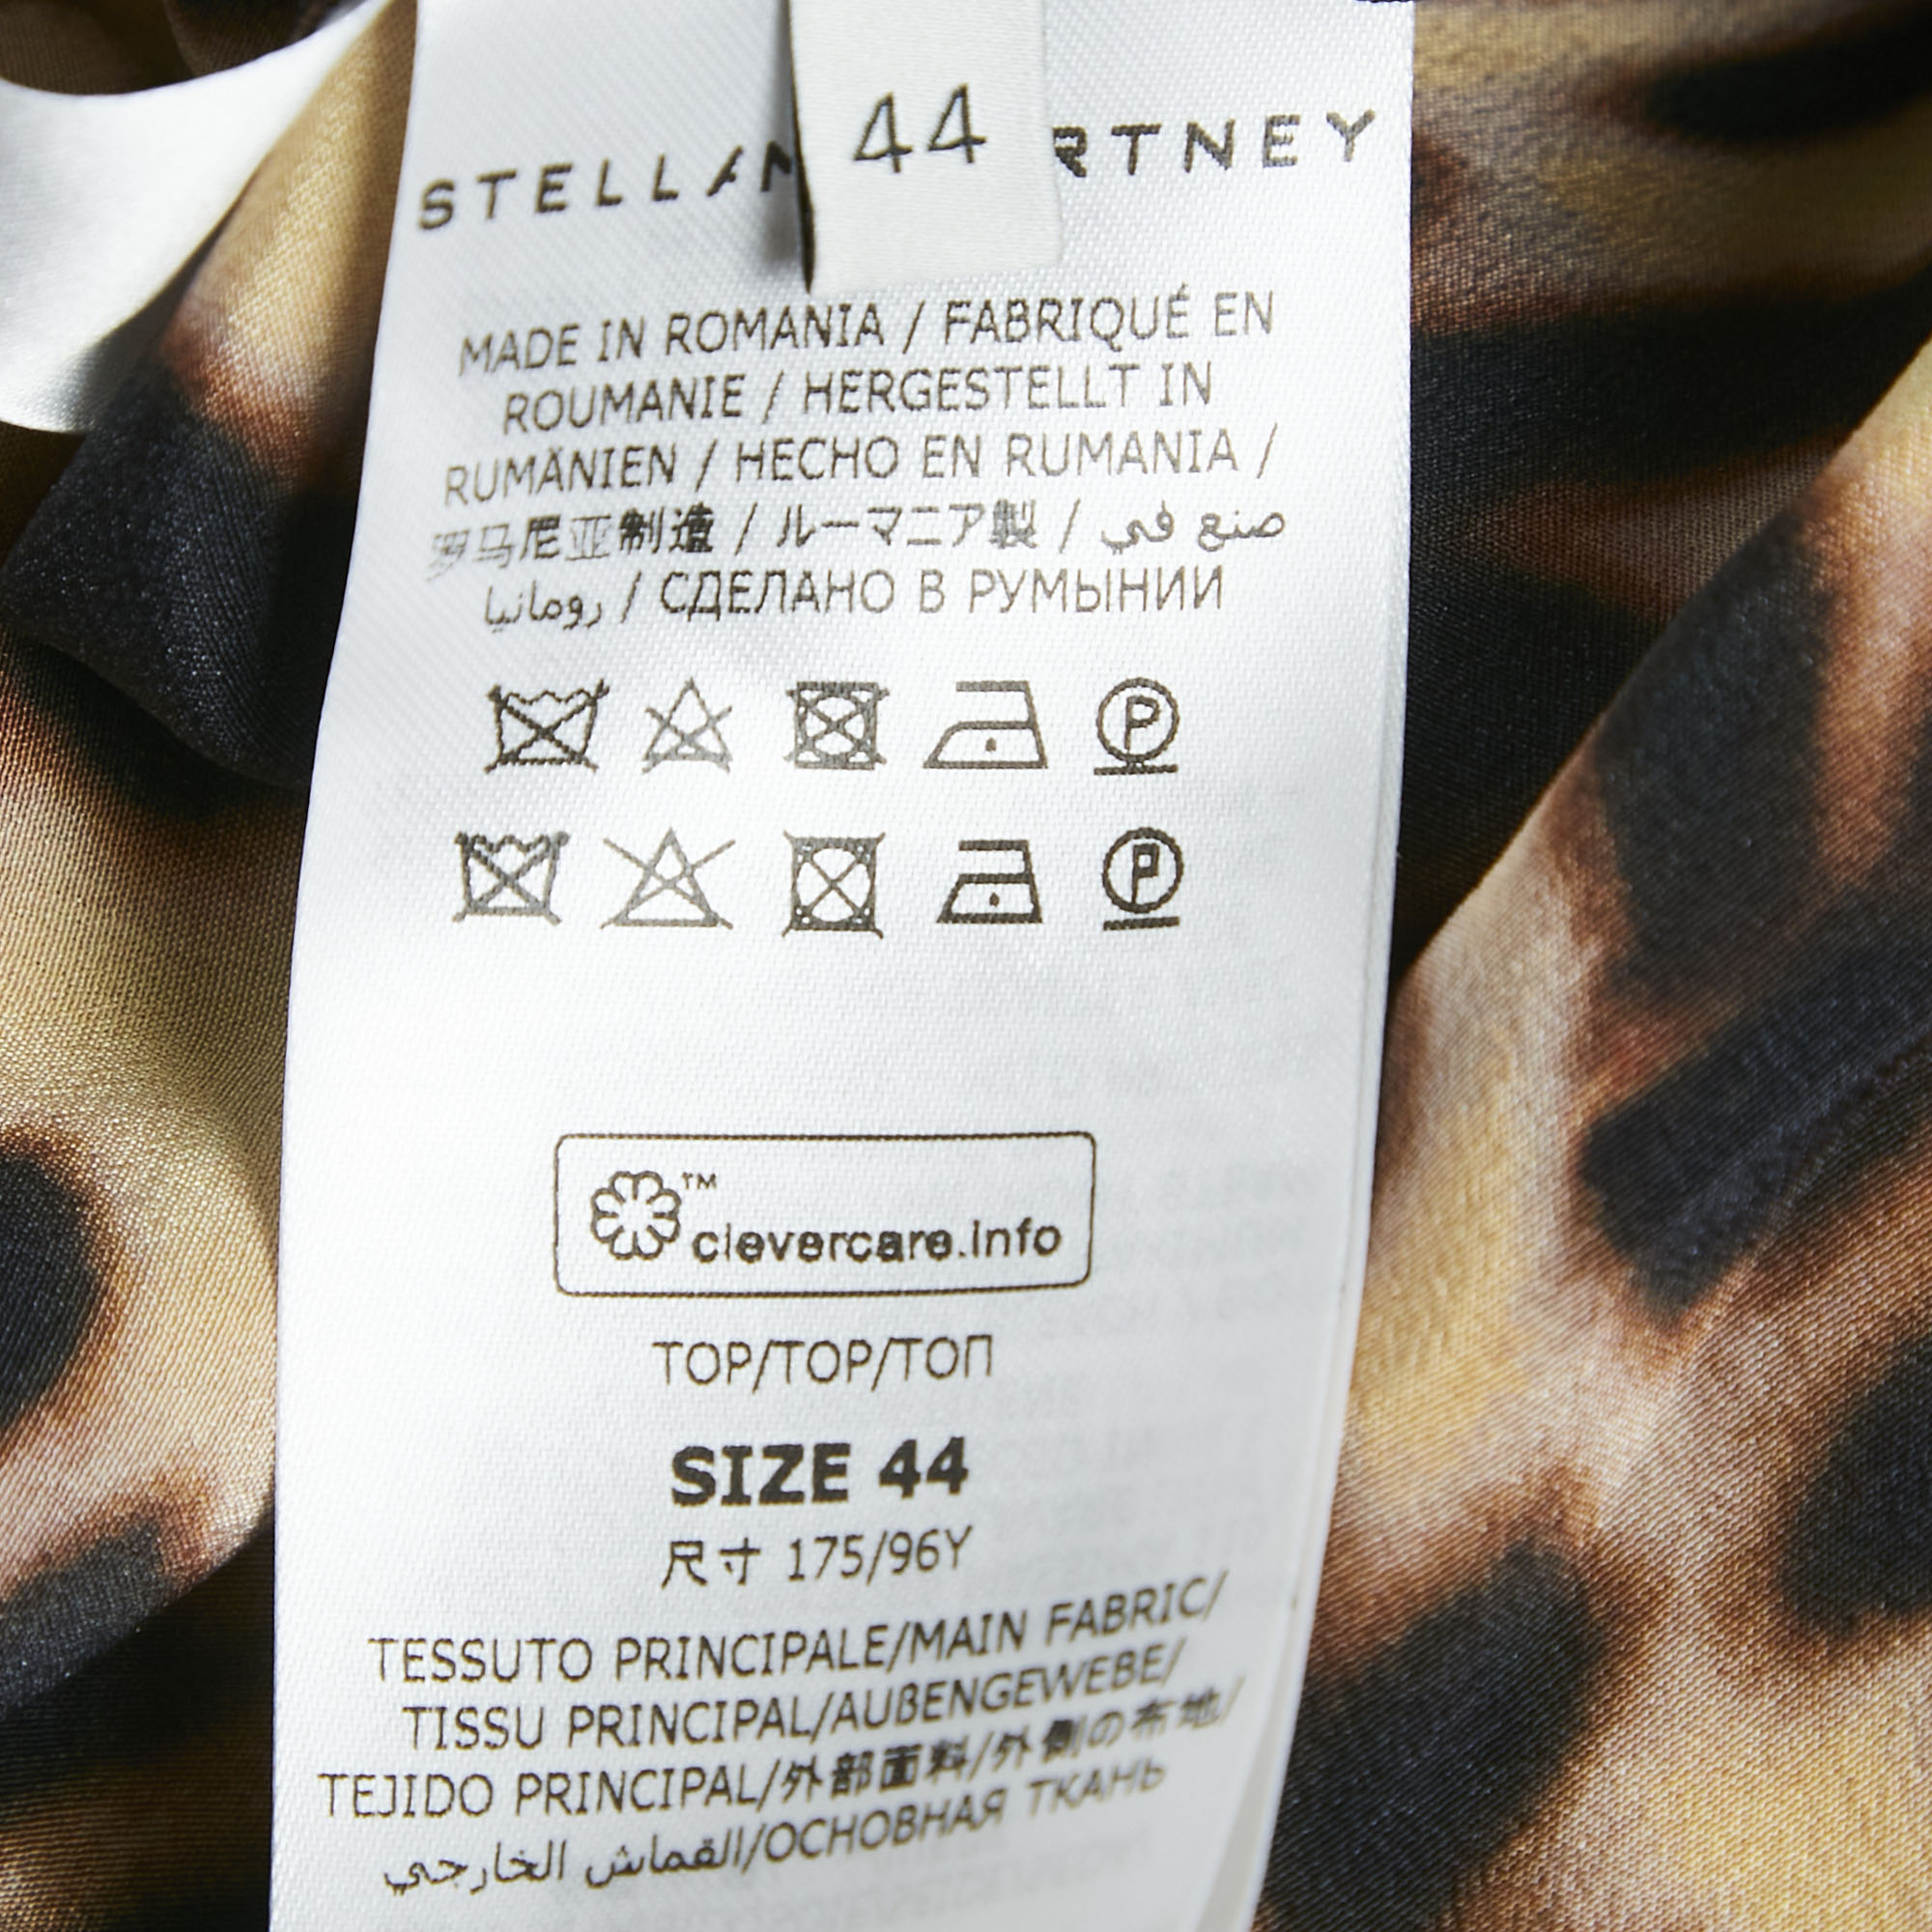 44
STELLA M RTNEY
MADE IN ROMANIA / FABRIQUÉ EN
ROUMANIE / HERGESTELLT IN
RUMÄNIEN / HECHO EN RUMANIA /
罗马尼亚制造 / ルーマニア製 / صنع في
رومانيا / СДЕЛАНО В РУМЫНИИ
P
P
™
clevercare.info
TOP/TOP/ТОП
SIZE 44
尺寸 175/96Y
TESSUTO PRINCIPALE/MAIN FABRIC/
TISSU PRINCIPAL/AUßENGEWEBE/
TEJIDO PRINCIPAL/外部面料/外側の布地/
القماش الخارجي/ОСНОВНАЯ ТКАНЬ